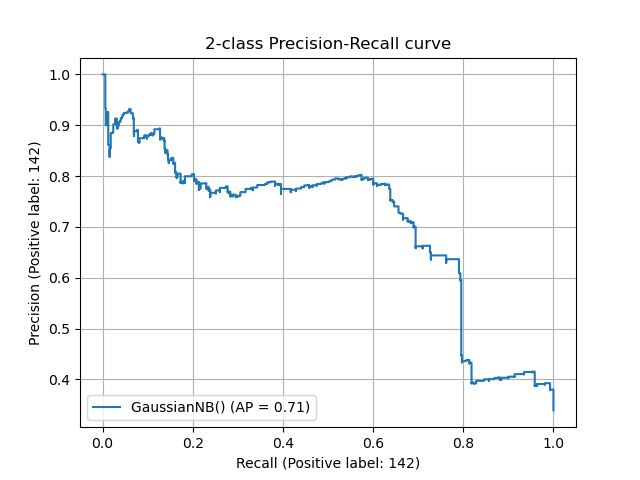 2-class Precision-Recall curve
1.0
0.9
0.8
0.7
0.6
0.5
0.4
Precision (Positive label: 142)
GaussianNB() (AP = 0.71)
0.0 0.2 0.4 0.6 0.8 1.0
Recall (Positive label: 142)